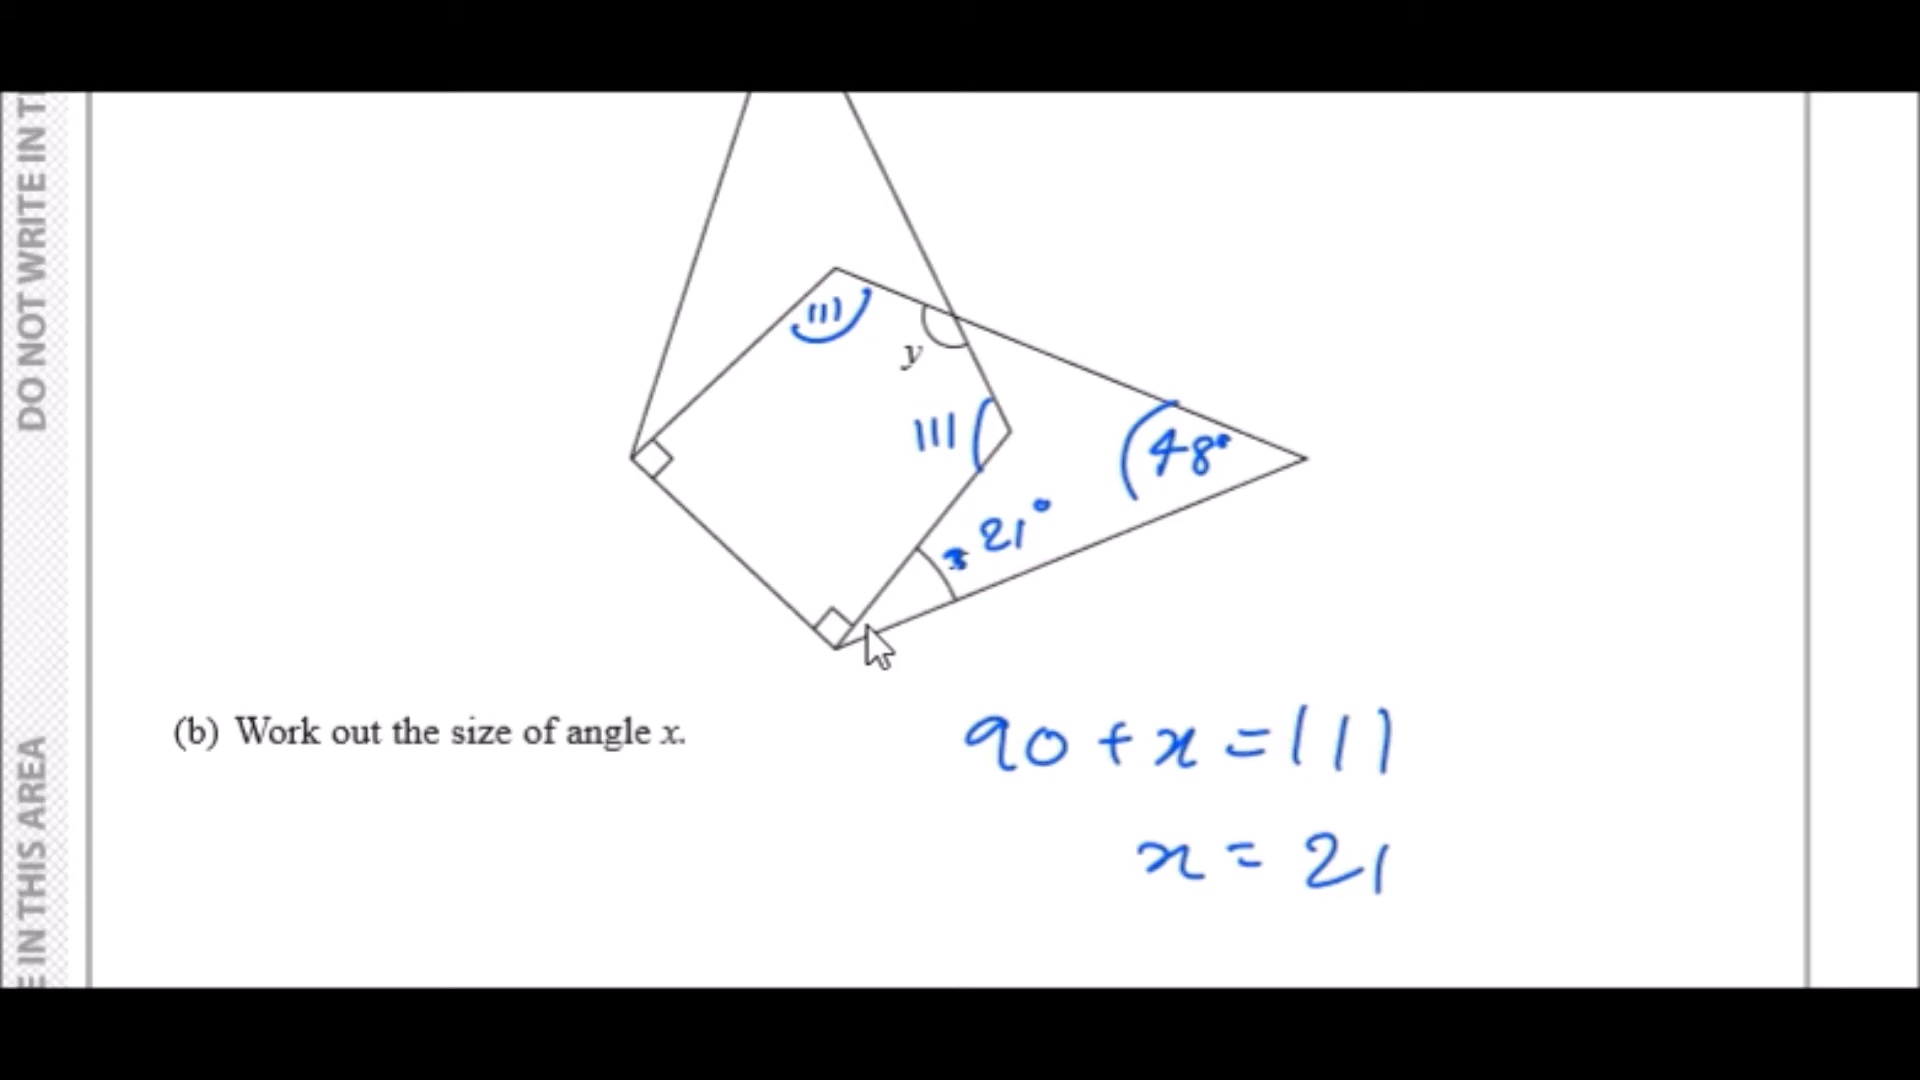 DO NOT WRITE IN T
E IN THIS AREA
111
y
111
48°
21°
(b) Work out the size of angle x.
90 + x = 111
x = 21